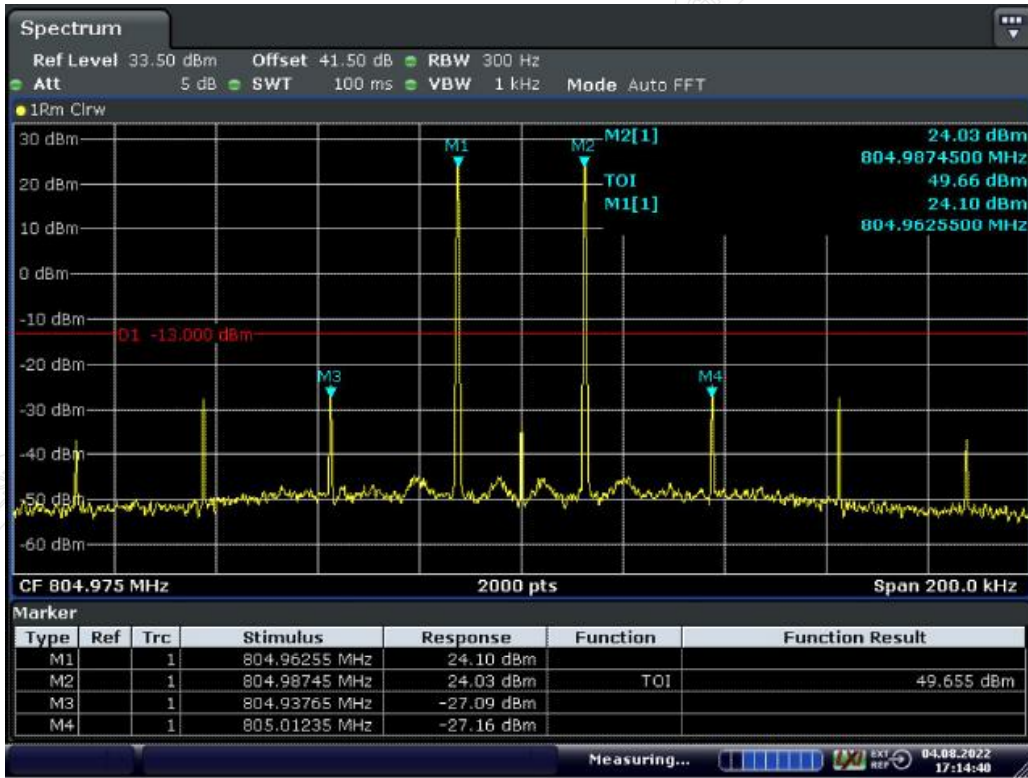 Spectrum
Ref Level 33.50 dBm Offset 41.50 dB RBW 300 Hz
Att 5 dB SWT 100 ms VBW 1 kHz Mode Auto FFT
1Rm Clrw
30 dBm
M1
M2
M2[1] 24.03 dBm
804.9874500 MHz
20 dBm
TOI 49.66 dBm
M1[1] 24.10 dBm
10 dBm
804.9625500 MHz
0 dBm
-10 dBm
D1 -13.000 dBm
-20 dBm
M3
M4
-30 dBm
-40 dBm
-50 dBm
-60 dBm
CF 804.975 MHz 2000 pts Span 200.0 kHz
Marker
Type Ref Trc Stimulus Response Function Function Result
M1 1 804.96255 MHz 24.10 dBm
M2 1 804.98745 MHz 24.03 dBm TOI 49.655 dBm
M3 1 804.93765 MHz -27.09 dBm
M4 1 805.01235 MHz -27.16 dBm
Measuring... LXI EXT REF 04.08.2022
17:14:40